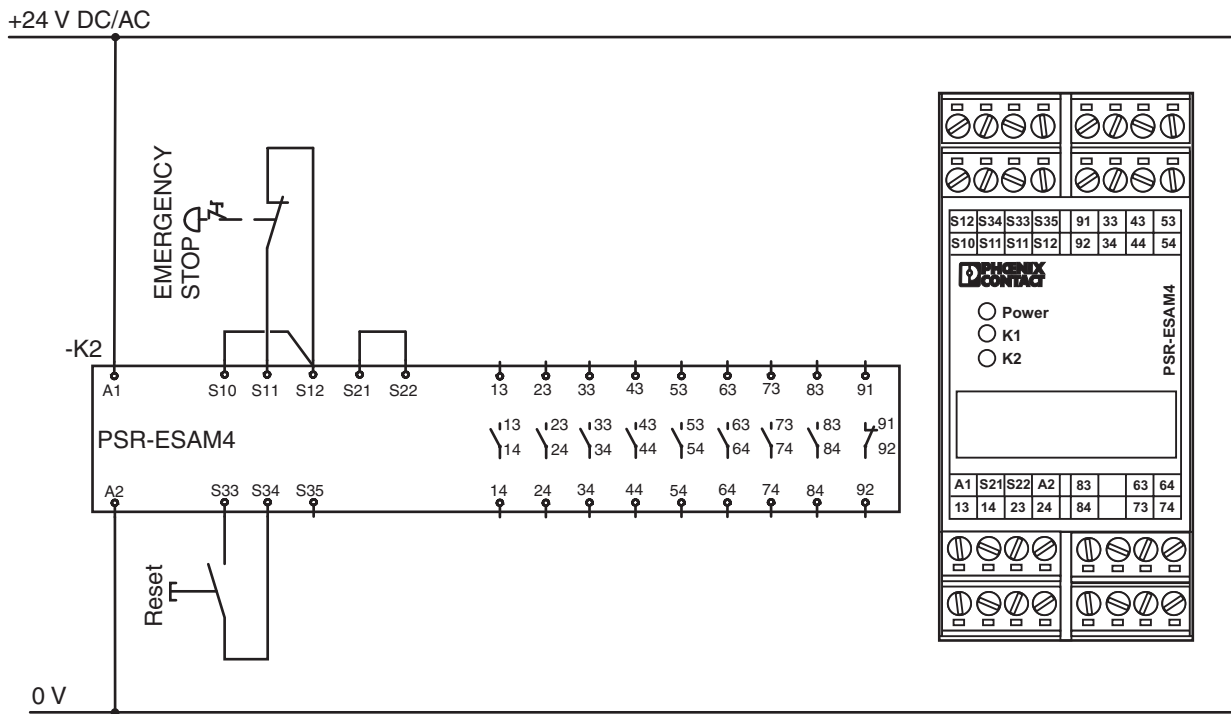 +24 V DC/AC
EMERGENCY
STOP
-K2
A1 S10 S11 S12 S21 S22 13 23 33 43 53 63 73 83 91
PSR-ESAM4
13 23 33 43 53 63 73 83 91
14 24 34 44 54 64 74 84 92
A2 S33 S34 S35 14 24 34 44 54 64 74 84 92
Reset
0 V
S12 S34 S33 S35 91 33 43 53
S10 S11 S11 S12 92 34 44 54
PHŒNIX
CONTACT
Power
K1
K2
PSR-ESAM4
A1 S21 S22 A2 83 63 64
13 14 23 24 84 73 74